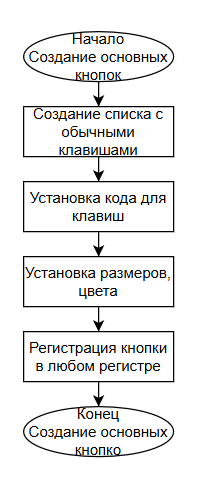 Начало
Создание основных
кнопок
Создание списка с
обычными
клавишами
Установка кода для
клавиш
Установка размеров,
цвета
Регистрация кнопки
в любом регистре
Конец
Создание основных
кнопко